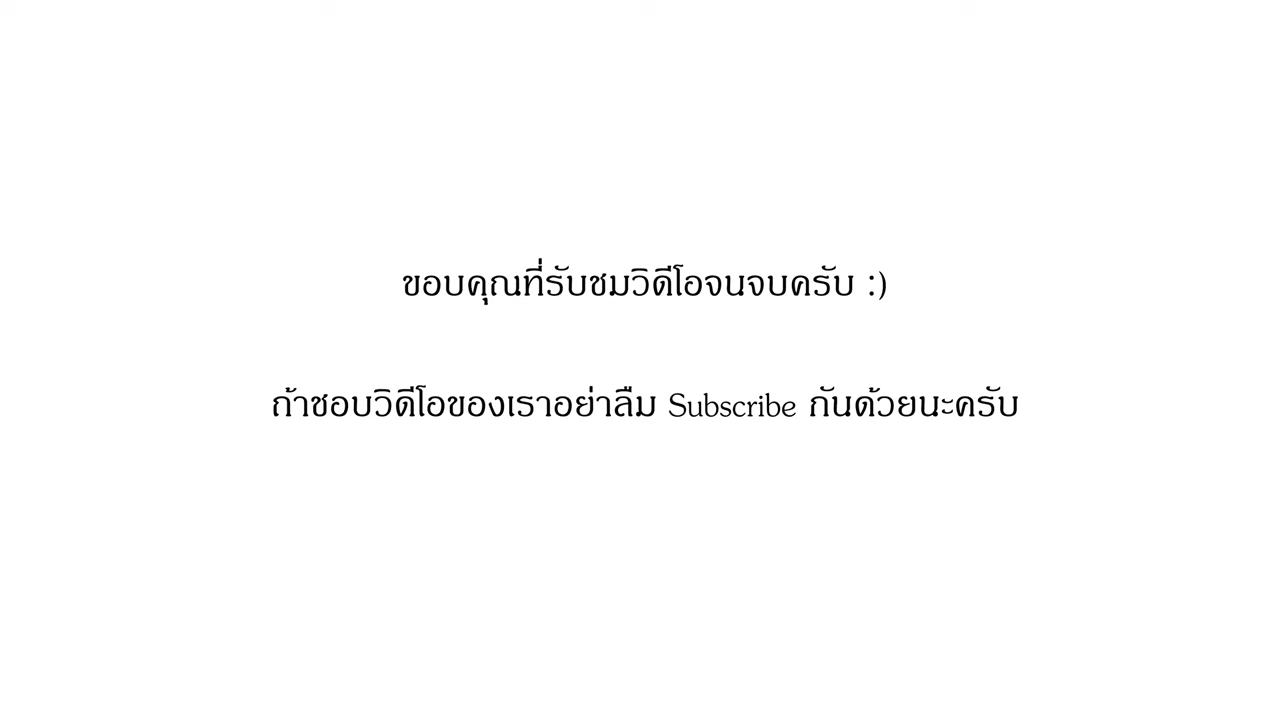 ขอบคุณที่รับชมวิดีโอจนจบครับ :)
ถ้าชอบวิดีโอของเราอย่าลืม Subscribe กันด้วยนะครับ